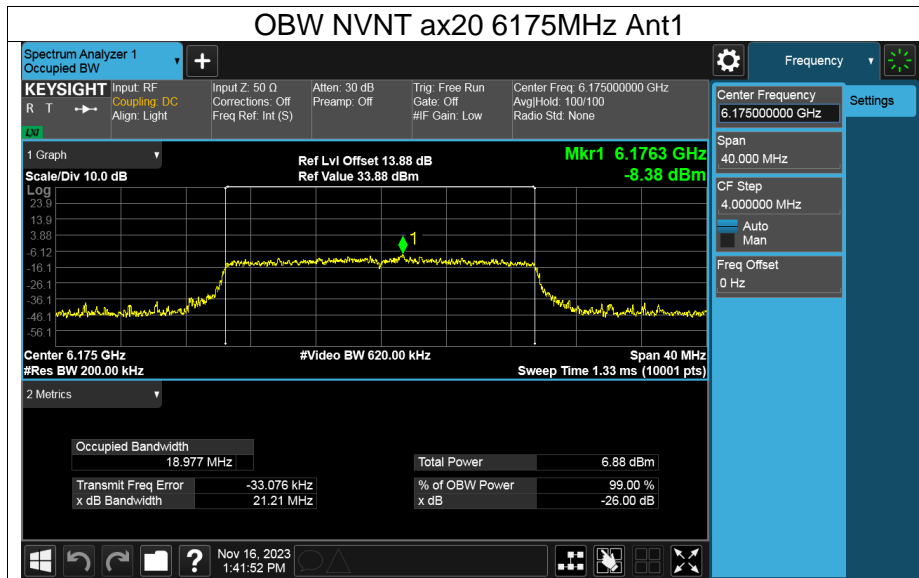 OBW NVNT ax20 6175MHz Ant1
Spectrum Analyzer 1
Occupied BW
+
Frequency
KEYSIGHT
R T
LXI
Input: RF
Coupling: DC
Align: Light
Input Z: 50 Ω
Corrections: Off
Freq Ref: Int (S)
Atten: 30 dB
Preamp: Off
Trig: Free Run
Gate: Off
#IF Gain: Low
Center Freq: 6.175000000 GHz
Avg|Hold: 100/100
Radio Std: None
Center Frequency
6.175000000 GHz
Settings
Span
40.000 MHz
CF Step
4.000000 MHz
Auto
Man
Freq Offset
0 Hz
1 Graph
Scale/Div 10.0 dB
Ref Lvl Offset 13.88 dB
Ref Value 33.88 dBm
Mkr1 6.1763 GHz
-8.38 dBm
Log
23.9
13.9
3.88
-6.12
-16.1
-26.1
-36.1
-46.1
-56.1
1
Center 6.175 GHz
#Res BW 200.00 kHz
#Video BW 620.00 kHz
Span 40 MHz
Sweep Time 1.33 ms (10001 pts)
2 Metrics
Occupied Bandwidth
18.977 MHz
Total Power 6.88 dBm
Transmit Freq Error -33.076 kHz
% of OBW Power 99.00 %
x dB Bandwidth 21.21 MHz
x dB -26.00 dB
?
Nov 16, 2023
1:41:52 PM